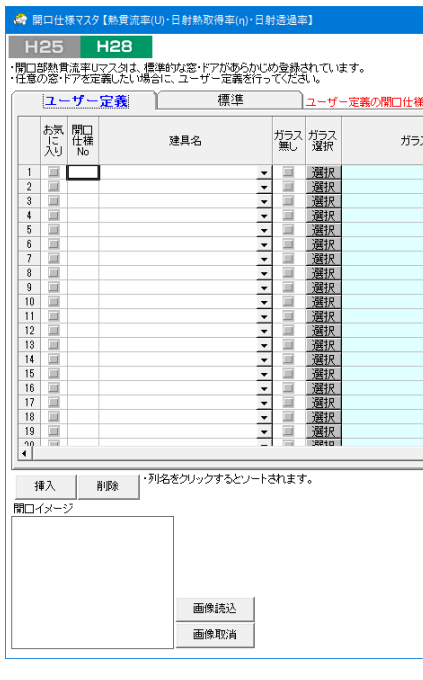 開口仕様マスタ【熱貫流率(U)・日射熱取得率(η)・日射透過率】
H25 H28
・開口部熱貫流率Uマスタは、標準的な窓・ドアがあらかじめ登録されています。
・任意の窓・ドアを定義したい場合に、ユーザー定義を行ってください。
ユーザー定義 標準 ユーザー定義の開口仕様
お気に入り 開口仕様No 建具名 ガラス無し ガラス選択 ガラ
1 選択
2 選択
3 選択
4 選択
5 選択
6 選択
7 選択
8 選択
9 選択
10 選択
11 選択
12 選択
13 選択
14 選択
15 選択
16 選択
17 選択
18 選択
19 選択
20 選択
挿入 削除 ・列名をクリックするとソートされます。
開口イメージ
画像読込
画像取消